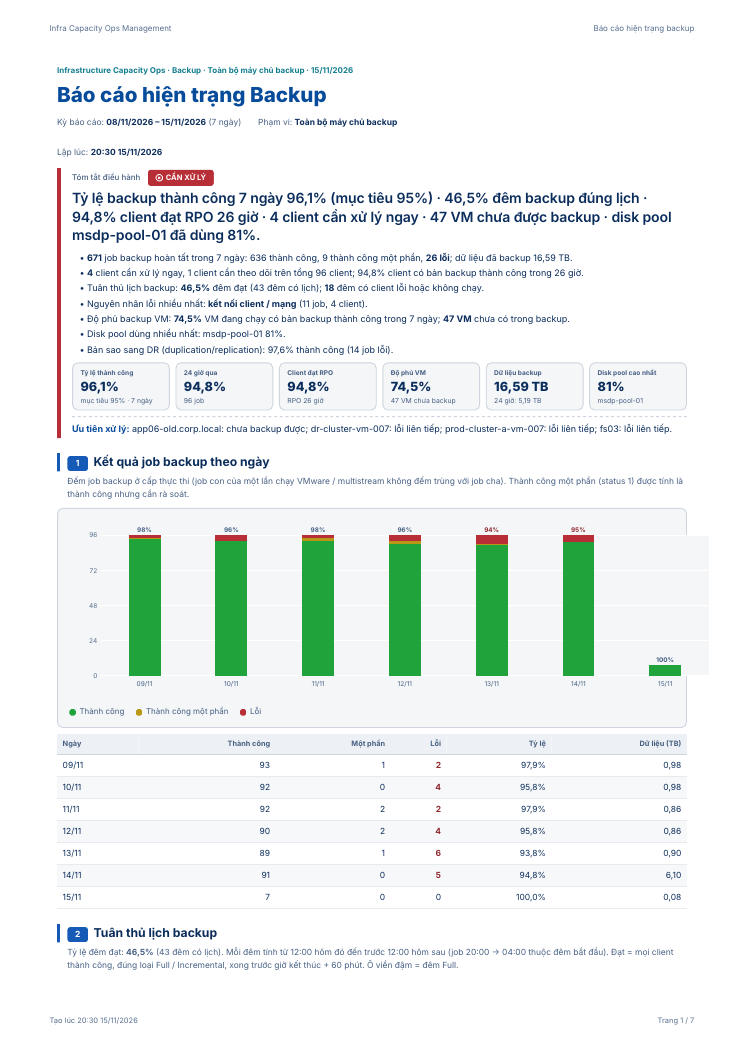 Infra Capacity Ops Management
Báo cáo hiện trạng backup
Infrastructure Capacity Ops · Backup · Toàn bộ máy chủ backup · 15/11/2026
Báo cáo hiện trạng Backup
Kỳ báo cáo: 08/11/2026 – 15/11/2026 (7 ngày) Phạm vi: Toàn bộ máy chủ backup
Lập lúc: 20:30 15/11/2026
Tóm tắt điều hành CẦN XỬ LÝ
Tỷ lệ backup thành công 7 ngày 96,1% (mục tiêu 95%) · 46,5% đêm backup đúng lịch ·
94,8% client đạt RPO 26 giờ · 4 client cần xử lý ngay · 47 VM chưa được backup · disk pool
msdp-pool-01 đã dùng 81%.
• 671 job backup hoàn tất trong 7 ngày: 636 thành công, 9 thành công một phần, 26 lỗi; dữ liệu đã backup 16,59 TB.
• 4 client cần xử lý ngay, 1 client cần theo dõi trên tổng 96 client; 94,8% client có bản backup thành công trong 26 giờ.
• Tuân thủ lịch backup: 46,5% đêm đạt (43 đêm có lịch); 18 đêm có client lỗi hoặc không chạy.
• Nguyên nhân lỗi nhiều nhất: kết nối client / mạng (11 job, 4 client).
• Độ phủ backup VM: 74,5% VM đang chạy có bản backup thành công trong 7 ngày; 47 VM chưa có trong backup.
• Disk pool dùng nhiều nhất: msdp-pool-01 81%.
• Bản sao sang DR (duplication/replication): 97,6% thành công (14 job lỗi).
Tỷ lệ thành công
96,1%
mục tiêu 95% · 7 ngày
24 giờ qua
94,8%
96 job
Client đạt RPO
94,8%
RPO 26 giờ
Độ phủ VM
74,5%
47 VM chưa backup
Dữ liệu backup
16,59 TB
24 giờ: 5,19 TB
Disk pool cao nhất
81%
msdp-pool-01
Ưu tiên xử lý: app06-old.corp.local: chưa backup được; dr-cluster-vm-007: lỗi liên tiếp; prod-cluster-a-vm-007: lỗi liên tiếp; fs03: lỗi liên tiếp.
1 Kết quả job backup theo ngày
Đếm job backup ở cấp thực thi (job con của một lần chạy VMware / multistream không đếm trùng với job cha). Thành công một phần (status 1) được tính là
thành công nhưng cần rà soát.
98% 96% 98% 96% 94% 95%
96
72
48
24
100%
0
09/11 10/11 11/11 12/11 13/11 14/11 15/11
Thành công Thành công một phần Lỗi
Ngày Thành công Một phần Lỗi Tỷ lệ Dữ liệu (TB)
09/11 93 1 2 97,9% 0,98
10/11 92 0 4 95,8% 0,98
11/11 92 2 2 97,9% 0,86
12/11 90 2 4 95,8% 0,86
13/11 89 1 6 93,8% 0,90
14/11 91 0 5 94,8% 6,10
15/11 7 0 0 100,0% 0,08
2 Tuân thủ lịch backup
Tỷ lệ đêm đạt: 46,5% (43 đêm có lịch). Mỗi đêm tính từ 12:00 hôm đó đến trước 12:00 hôm sau (job 20:00 → 04:00 thuộc đêm bắt đầu). Đạt = mọi client
thành công, đúng loại Full / Incremental, xong trước giờ kết thúc + 60 phút. Ô viền đậm = đêm Full.
Tạo lúc 20:30 15/11/2026
Trang 1 / 7